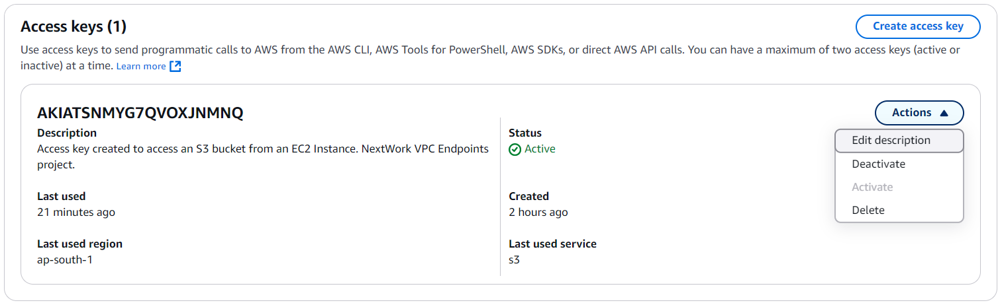 Access keys (1)
Create access key
Use access keys to send programmatic calls to AWS from the AWS CLI, AWS Tools for PowerShell, AWS SDKs, or direct AWS API calls. You can have a maximum of two access keys (active or
inactive) at a time. Learn more
AKIATSNMYG7QVOXJNMNQ
Actions
Description
Access key created to access an S3 bucket from an EC2 Instance. NextWork VPC Endpoints
project.
Status
Active
Edit description
Deactivate
Activate
Delete
Last used
21 minutes ago
Created
2 hours ago
Last used region
ap-south-1
Last used service
s3